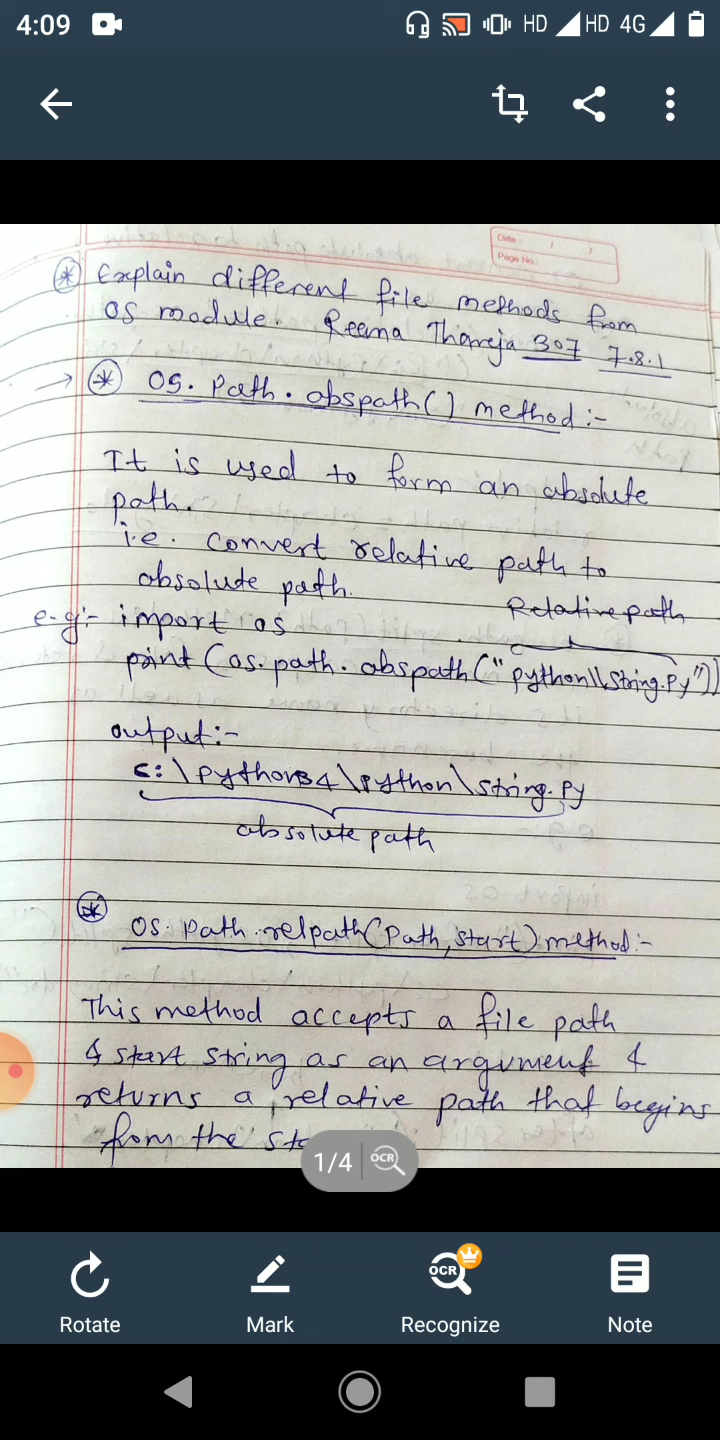 4:09
HD HD 4G
Date :
Page No:
Explain different file methods from
OS module. Reema Thareja 307 7.8.1
OS. Path. abspath() method :-
It is used to form an absolute
path.
i.e. convert relative path to
absolute path.
Relative path
e-g:- import os
print (os. path. abspath("python\\string.py"))
output:-
C:\python34\python\string.py
absolute path
OS. path.relpath(Path, start) method:-
This method accepts a file path
& start string as an argument &
returns a relative path that begins
from the
1/4 OCR
OCR
Rotate Mark Recognize Note